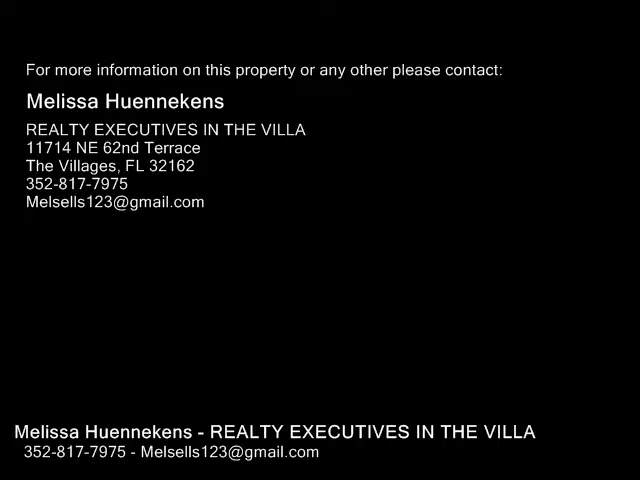 For more information on this property or any other please contact:
Melissa Huennekens
REALTY EXECUTIVES IN THE VILLA
11714 NE 62nd Terrace
The Villages, FL 32162
352-817-7975
Melsells123@gmail.com
Melissa Huennekens - REALTY EXECUTIVES IN THE VILLA
352-817-7975 - Melsells123@gmail.com